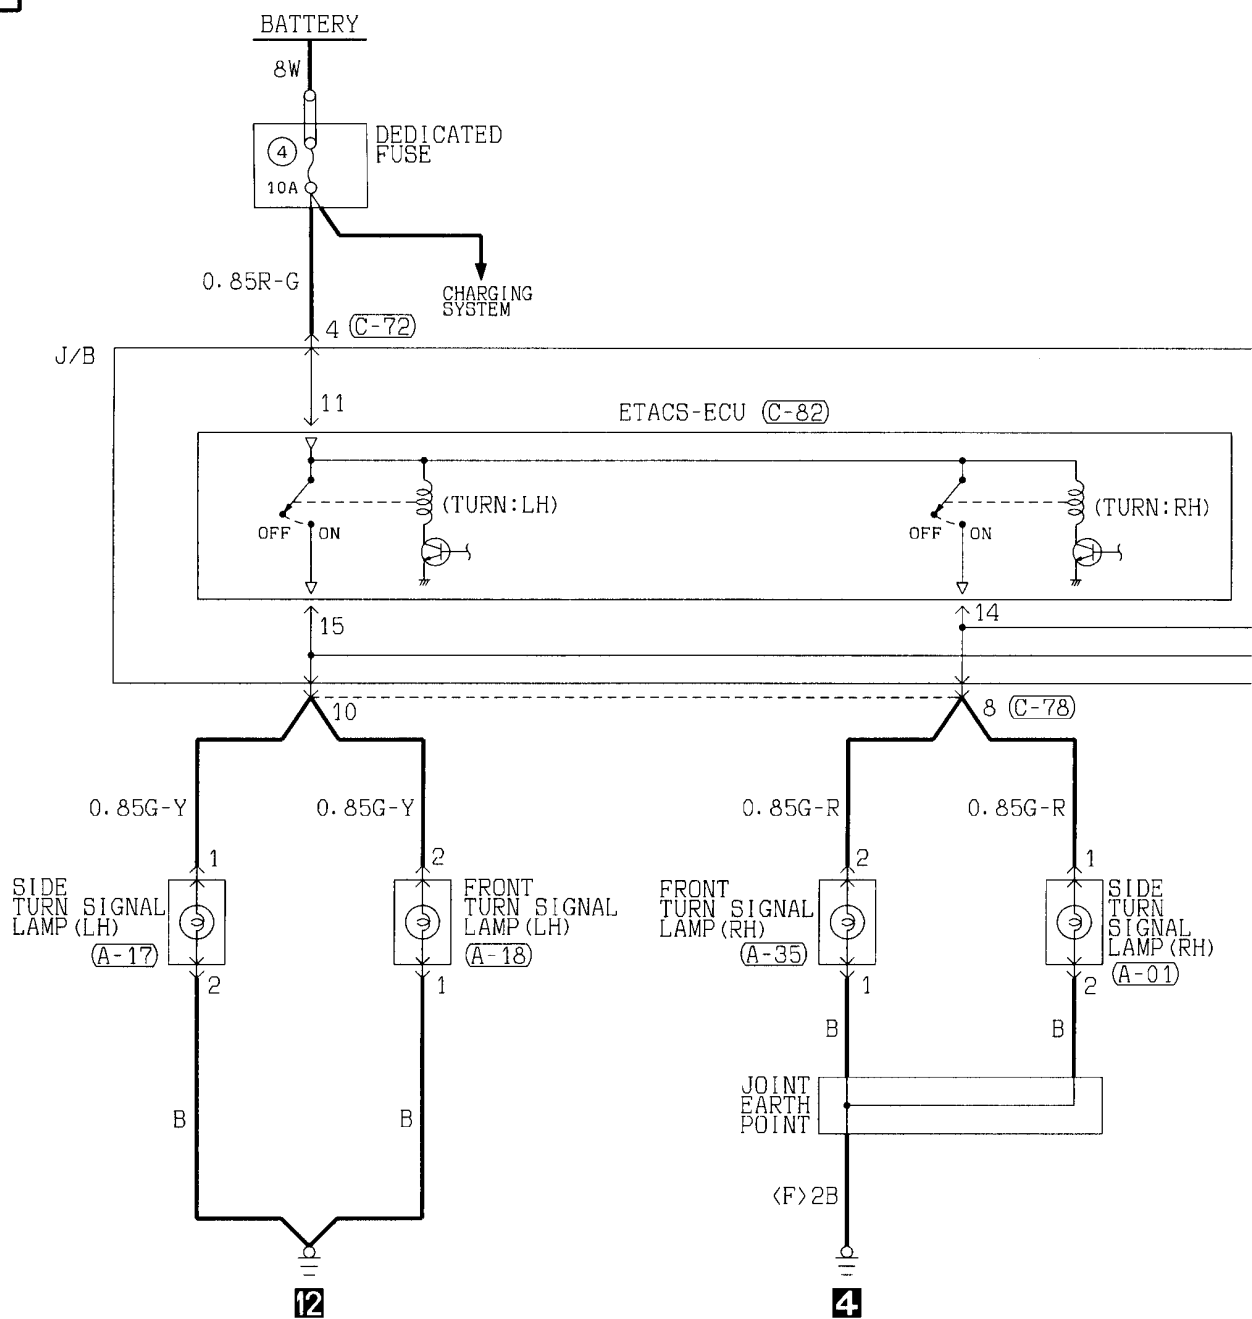 BATTERY
8W
DEDICATED
FUSE
4
10A
0.85R-G
CHARGING
SYSTEM
4 C-72
J/B
11
ETACS-ECU C-82
(TURN:LH)
(TURN:RH)
OFF ON
OFF ON
15
14
10
8 C-78
0.85G-Y
0.85G-Y
0.85G-R
0.85G-R
1
2
2
1
SIDE
TURN SIGNAL
LAMP(LH)
A-17
FRONT
TURN SIGNAL
LAMP(LH)
A-18
FRONT
TURN SIGNAL
LAMP(RH)
A-35
SIDE
TURN
SIGNAL
LAMP(RH)
A-01
2
1
1
2
B
B
JOINT
EARTH
POINT
B
B
<F>2B
12
4